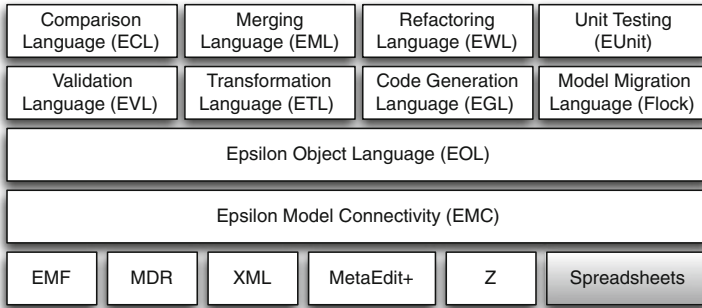 Comparison
Language (ECL)
Merging
Language (EML)
Refactoring
Language (EWL)
Unit Testing
(EUnit)
Validation
Language (EVL)
Transformation
Language (ETL)
Code Generation
Language (EGL)
Model Migration
Language (Flock)
Epsilon Object Language (EOL)
Epsilon Model Connectivity (EMC)
EMF
MDR
XML
MetaEdit+
Z
Spreadsheets